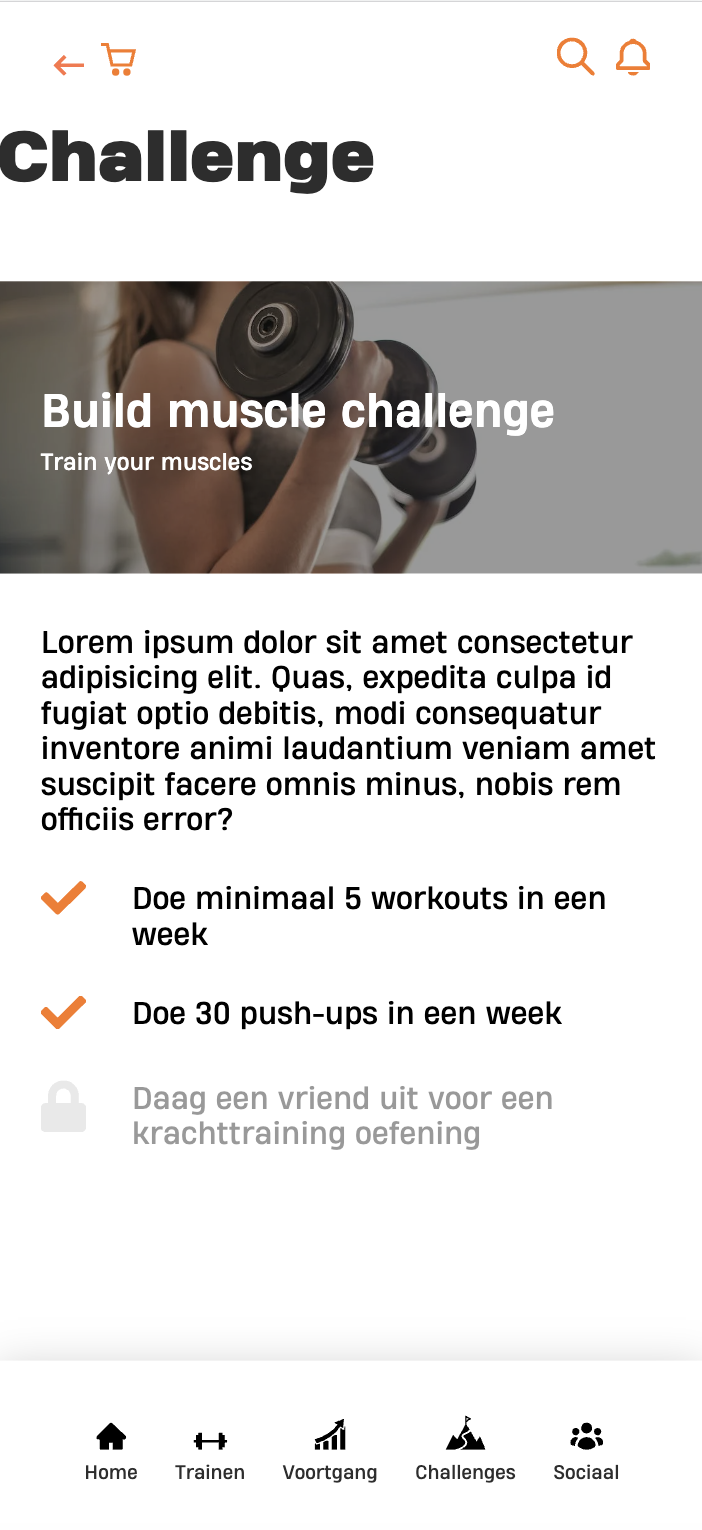 Challenge
Build muscle challenge
Train your muscles
Lorem ipsum dolor sit amet consectetur
adipisicing elit. Quas, expedita culpa id
fugiat optio debitis, modi consequatur
inventore animi laudantium veniam amet
suscipit facere omnis minus, nobis rem
officiis error?
Doe minimaal 5 workouts in een
week
Doe 30 push-ups in een week
Daag een vriend uit voor een
krachttraining oefening
Home Trainen Voortgang Challenges Sociaal